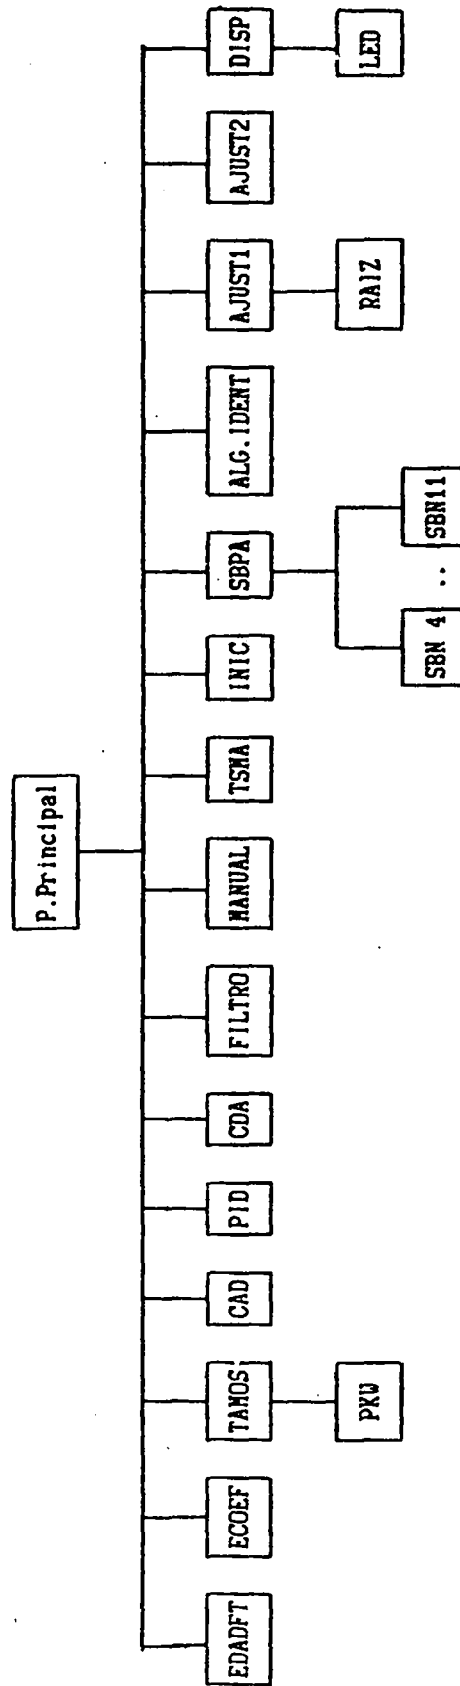 P.Principal
EDADFT
ECOEF
TAMOS
CAD
PID
CDA
FILTRO
MANUAL
TSMA
INIC
SBPA
ALG.IDENT
AJUST1
AJUST2
DISP
PKW
SBN 4
..
SBN11
RAIZ
LED